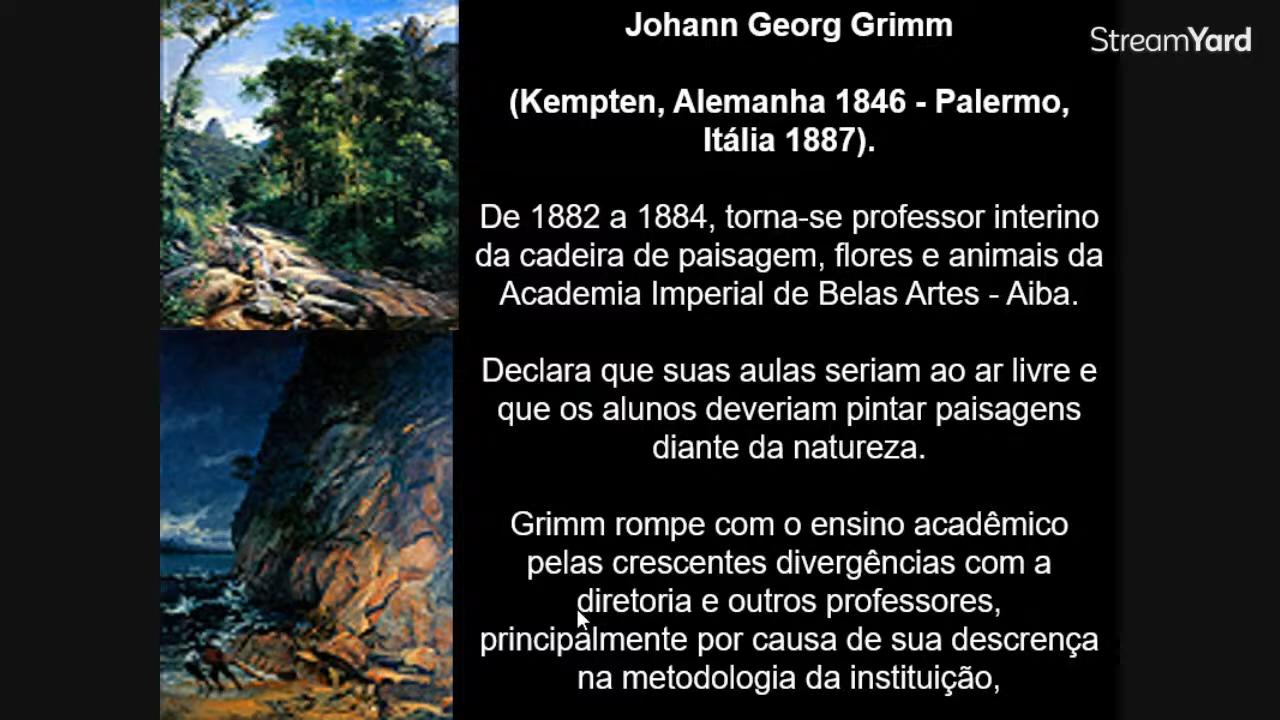 Johann Georg Grimm
StreamYard
(Kempten, Alemanha 1846 - Palermo,
Itália 1887).
De 1882 a 1884, torna-se professor interino
da cadeira de paisagem, flores e animais da
Academia Imperial de Belas Artes - Aiba.
Declara que suas aulas seriam ao ar livre e
que os alunos deveriam pintar paisagens
diante da natureza.
Grimm rompe com o ensino acadêmico
pelas crescentes divergências com a
diretoria e outros professores,
principalmente por causa de sua descrença
na metodologia da instituição,